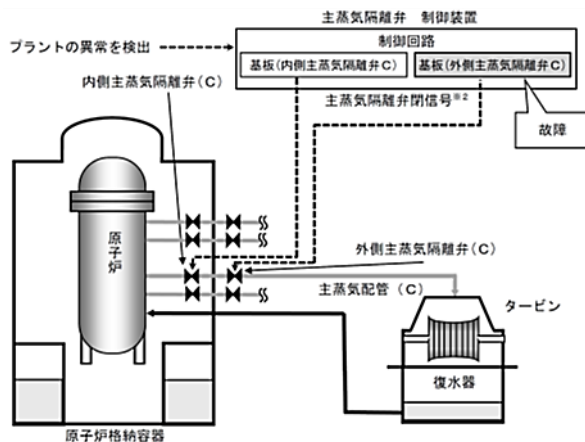 主蒸気隔離弁 制御装置
プラントの異常を検出
制御回路
基板(内側主蒸気隔離弁C)
基板(外側主蒸気隔離弁C)
内側主蒸気隔離弁(C)
主蒸気隔離弁閉信号※2
故障
原子炉
外側主蒸気隔離弁(C)
主蒸気配管(C)
タービン
復水器
原子炉格納容器